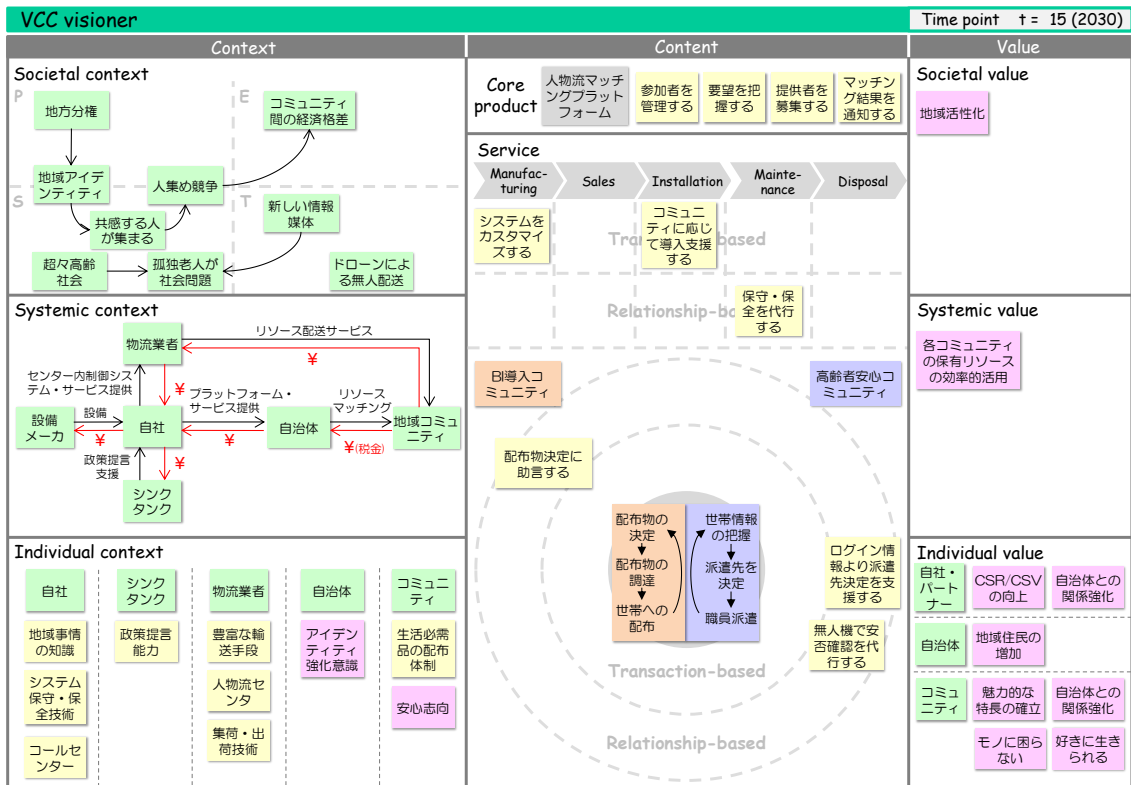 VCC visioner
Time point t = 15 (2030)
Context
Content
Value
Societal context
P
E
S
T
地方分権
コミュニティ
間の経済格差
地域アイデ
ンティティ
人集め競争
共感する人
が集まる
新しい情報
媒体
超々高齢
社会
孤独老人が
社会問題
ドローンによ
る無人配送
Systemic context
物流業者
リソース配送サービス
¥
センター内制御シス
テム・サービス提供
¥
プラットフォーム・
サービス提供
リソース
マッチング
設備
メーカ
設備
¥
自社
¥
自治体
¥(税金)
地域コミュ
ニティ
政策提言
支援
¥
シンク
タンク
Individual context
自社
シンク
タンク
物流業者
自治体
コミュニ
ティ
地域事情
の知識
政策提言
能力
豊富な輸
送手段
アイデン
ティティ
強化意識
生活必需
品の配布
体制
システム
保守・保
全技術
人物流セ
ンタ
安心志向
コールセ
ンター
集荷・出
荷技術
Core
product
人物流マッチ
ングプラット
フォーム
参加者を
管理する
要望を把
握する
提供者を
募集する
マッチン
グ結果を
通知する
Service
Manufac-
turing
Sales
Installation
Mainte-
nance
Disposal
システムを
カスタマイ
ズする
コミュニ
ティに応じ
て導入支援
する
Transaction-based
Relationship-based
保守・保
全を代行
する
BI導入コ
ミュニティ
高齢者安心コ
ミュニティ
配布物決定に
助言する
配布物の
決定
配布物の
調達
世帯への
配布
世帯情報
の把握
派遣先を
決定
職員派遣
ログイン情
報より派遣
先決定を支
援する
無人機で安
否確認を代
行する
Transaction-based
Relationship-based
Societal value
地域活性化
Systemic value
各コミュニティ
の保有リソース
の効率的活用
Individual value
自社・
パート
ナー
CSR/CSV
の向上
自治体との
関係強化
自治体
地域住民の
増加
コミュ
ニティ
魅力的な
特長の確立
自治体との
関係強化
モノに困ら
ない
好きに生き
られる